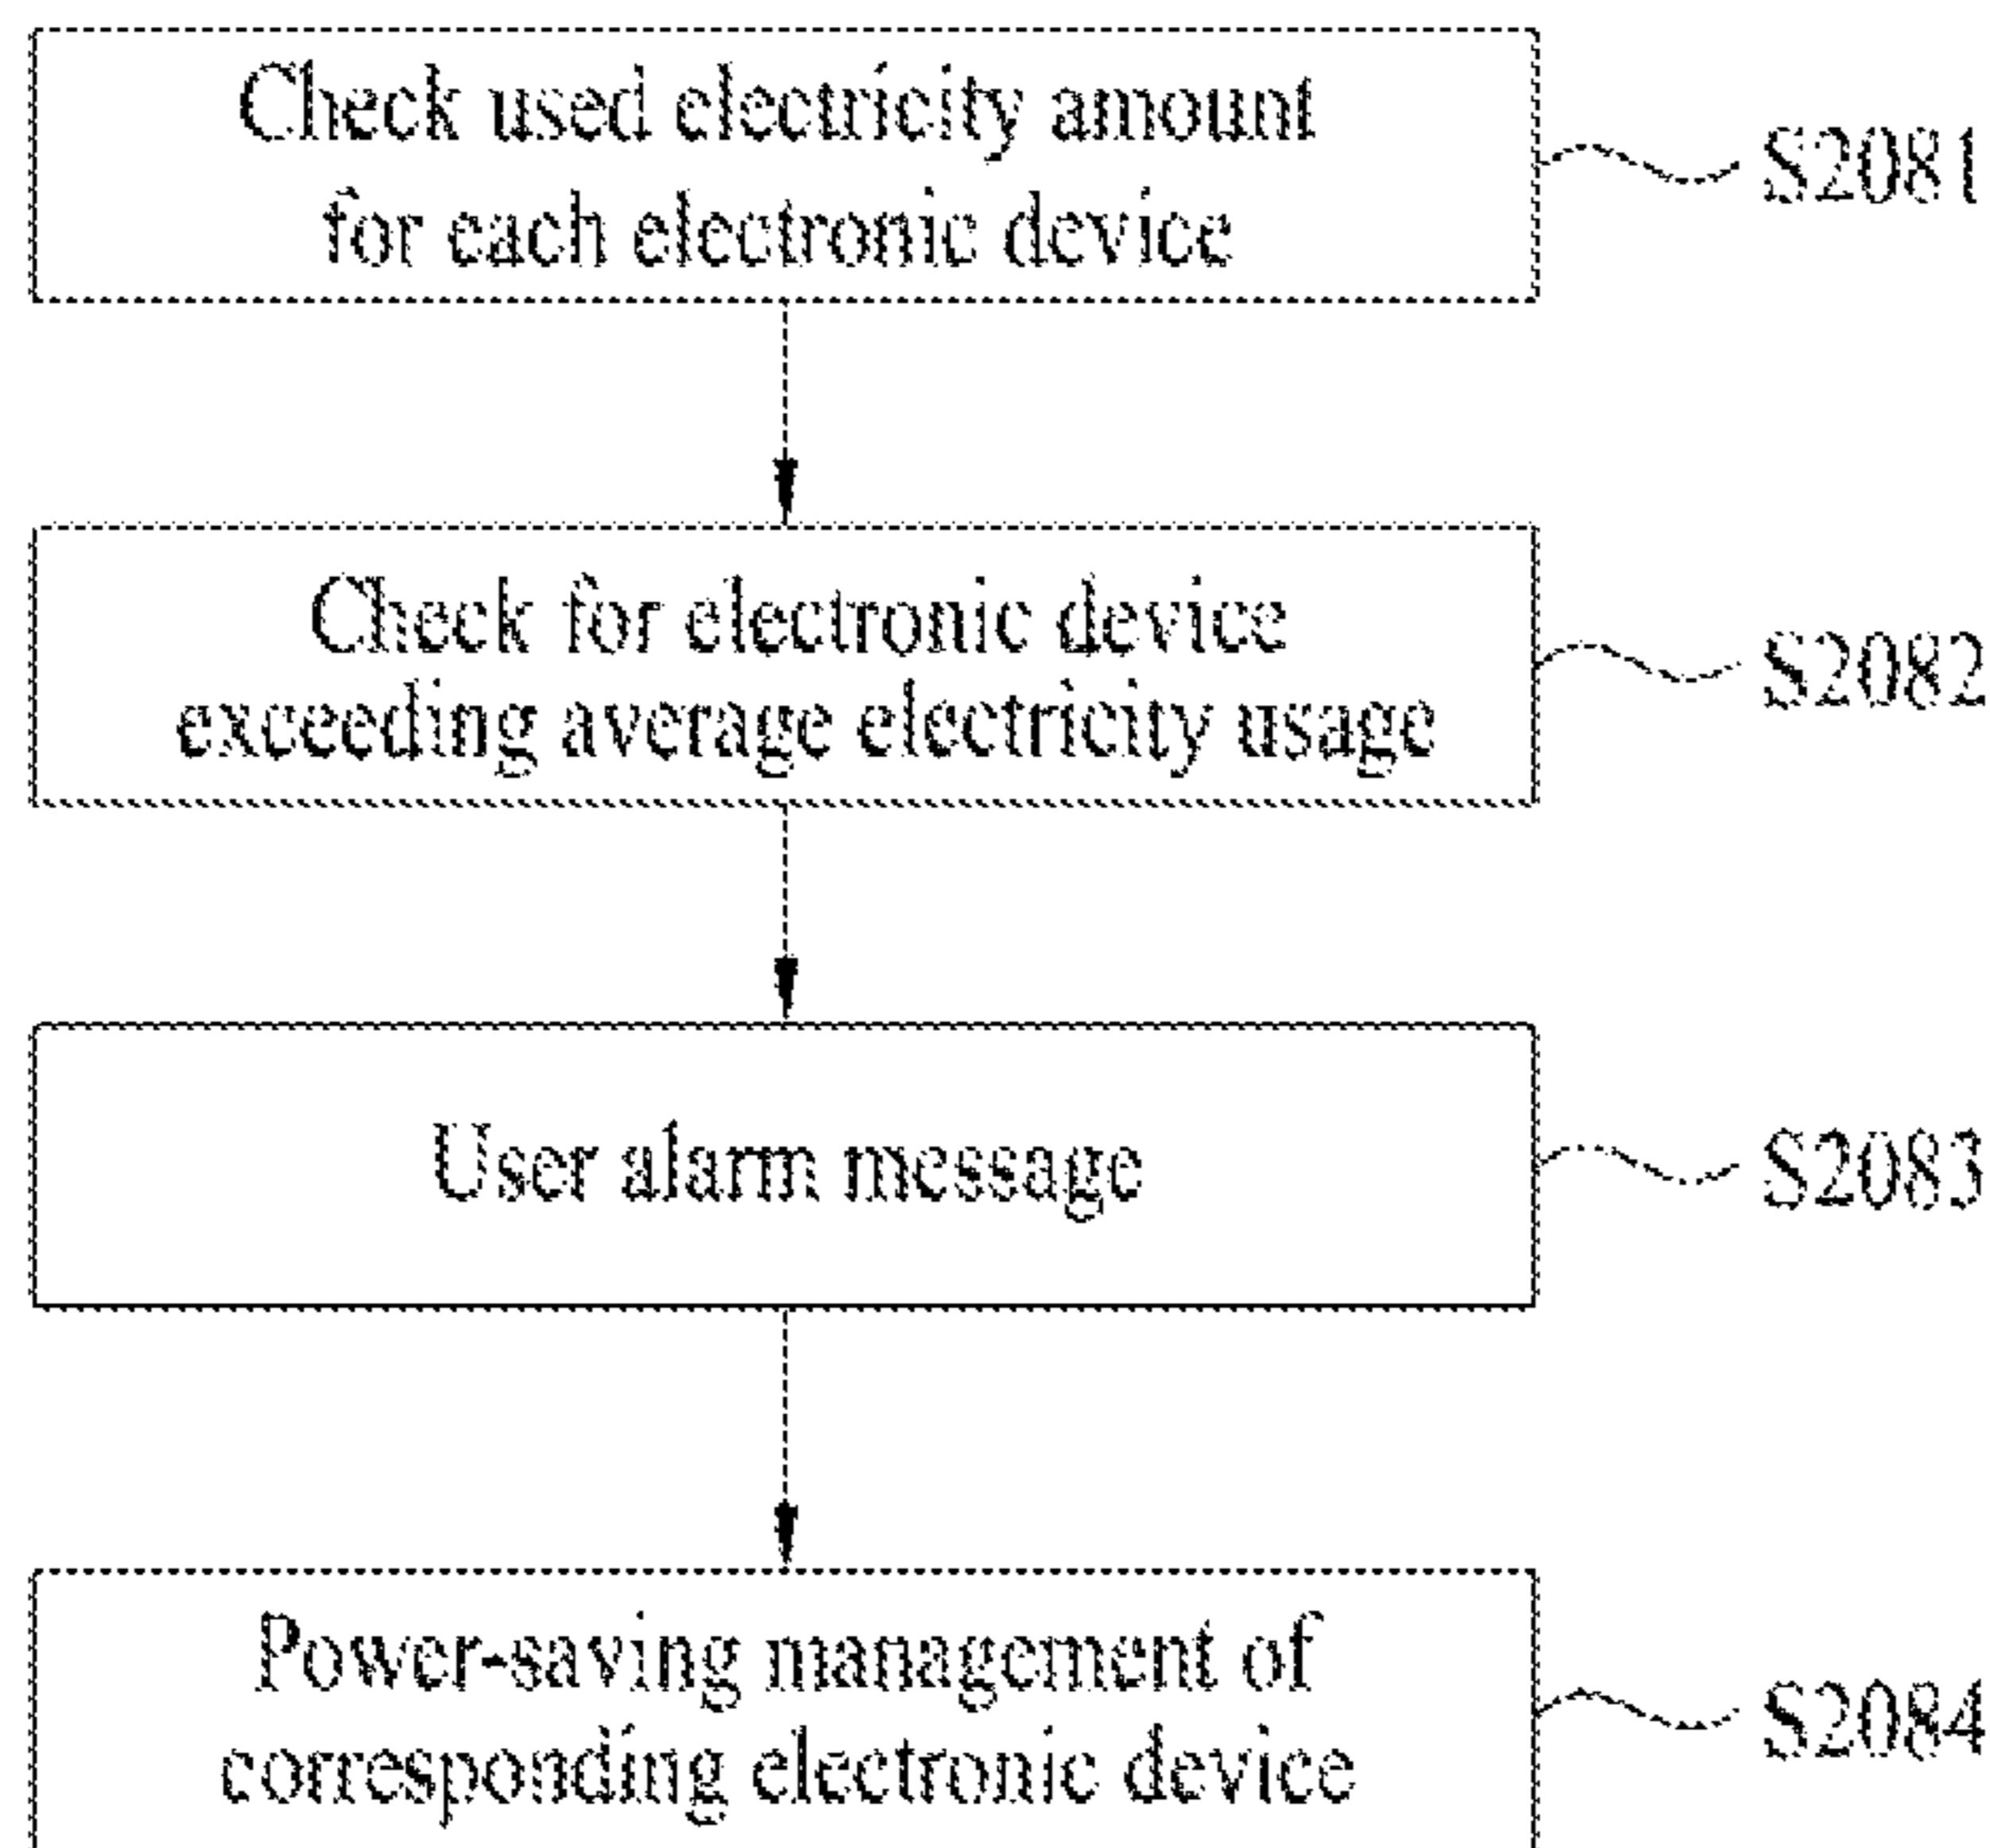 Check used electricity amount
for each electronic device
S2081
Check for electronic device
exceeding average electricity usage
S2082
User alarm message
S2083
Power-saving management of
corresponding electronic device
S2084